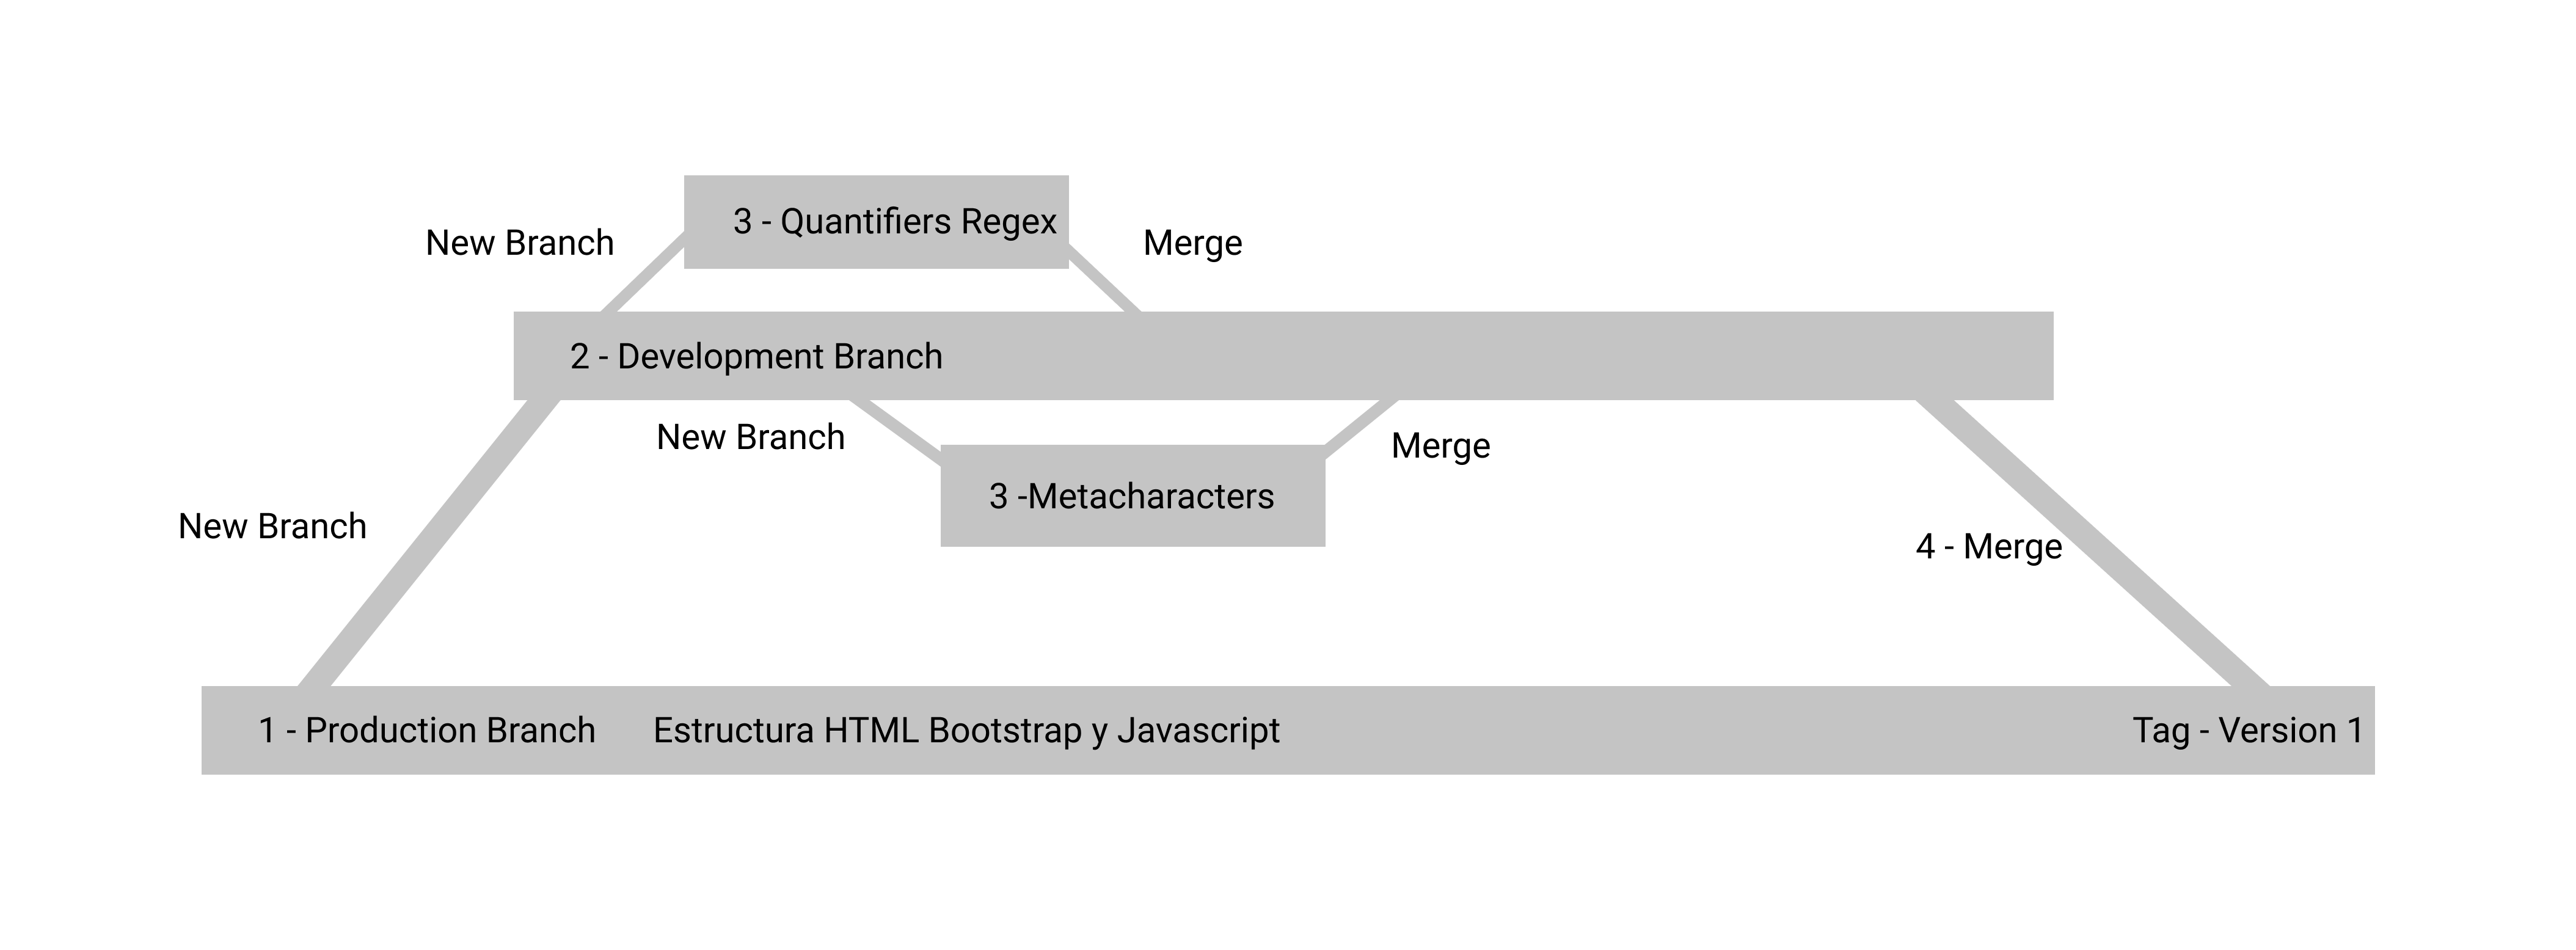 3 - Quantifiers Regex
New Branch
Merge
2 - Development Branch
New Branch
Merge
3 -Metacharacters
New Branch
4 - Merge
1 - Production Branch
Estructura HTML Bootstrap y Javascript
Tag - Version 1